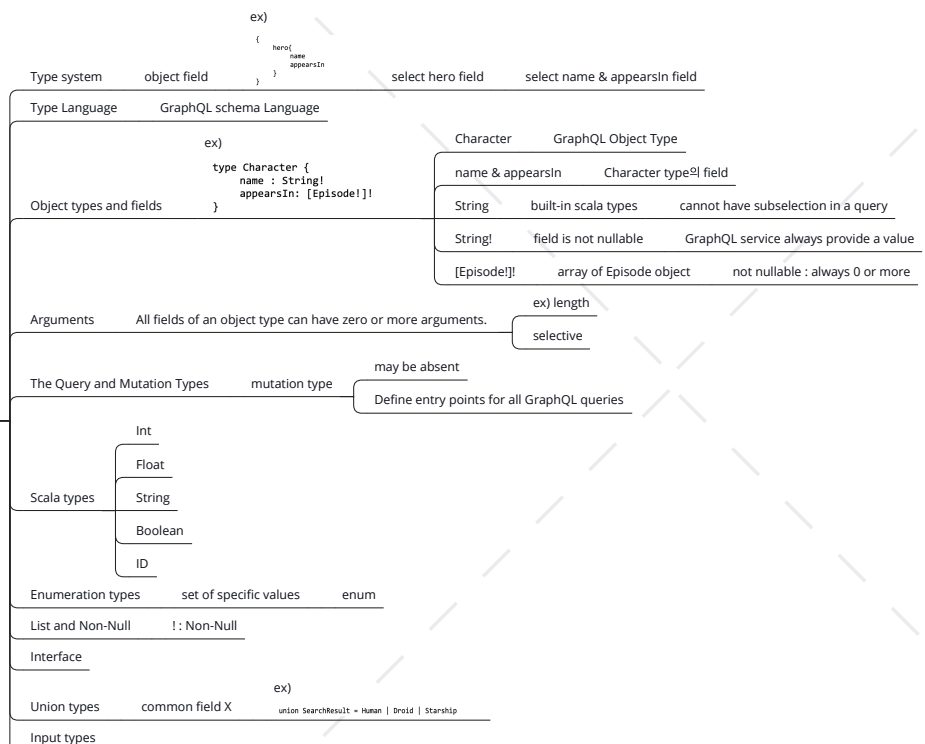 ex)
{
hero{
name
appearsIn
}
}
Type system object field select hero field select name & appearsIn field
Type Language GraphQL schema Language
ex)
type Character {
name : String!
appearsIn: [Episode!]!
}
Object types and fields
Character GraphQL Object Type
name & appearsIn Character type의 field
String built-in scala types cannot have subselection in a query
String! field is not nullable GraphQL service always provide a value
[Episode!]! array of Episode object not nullable : always 0 or more
Arguments All fields of an object type can have zero or more arguments.
ex) length
selective
The Query and Mutation Types mutation type
may be absent
Define entry points for all GraphQL queries
Scala types
Int
Float
String
Boolean
ID
Enumeration types set of specific values enum
List and Non-Null ! : Non-Null
Interface
ex)
Union types common field X union SearchResult = Human | Droid | Starship
Input types